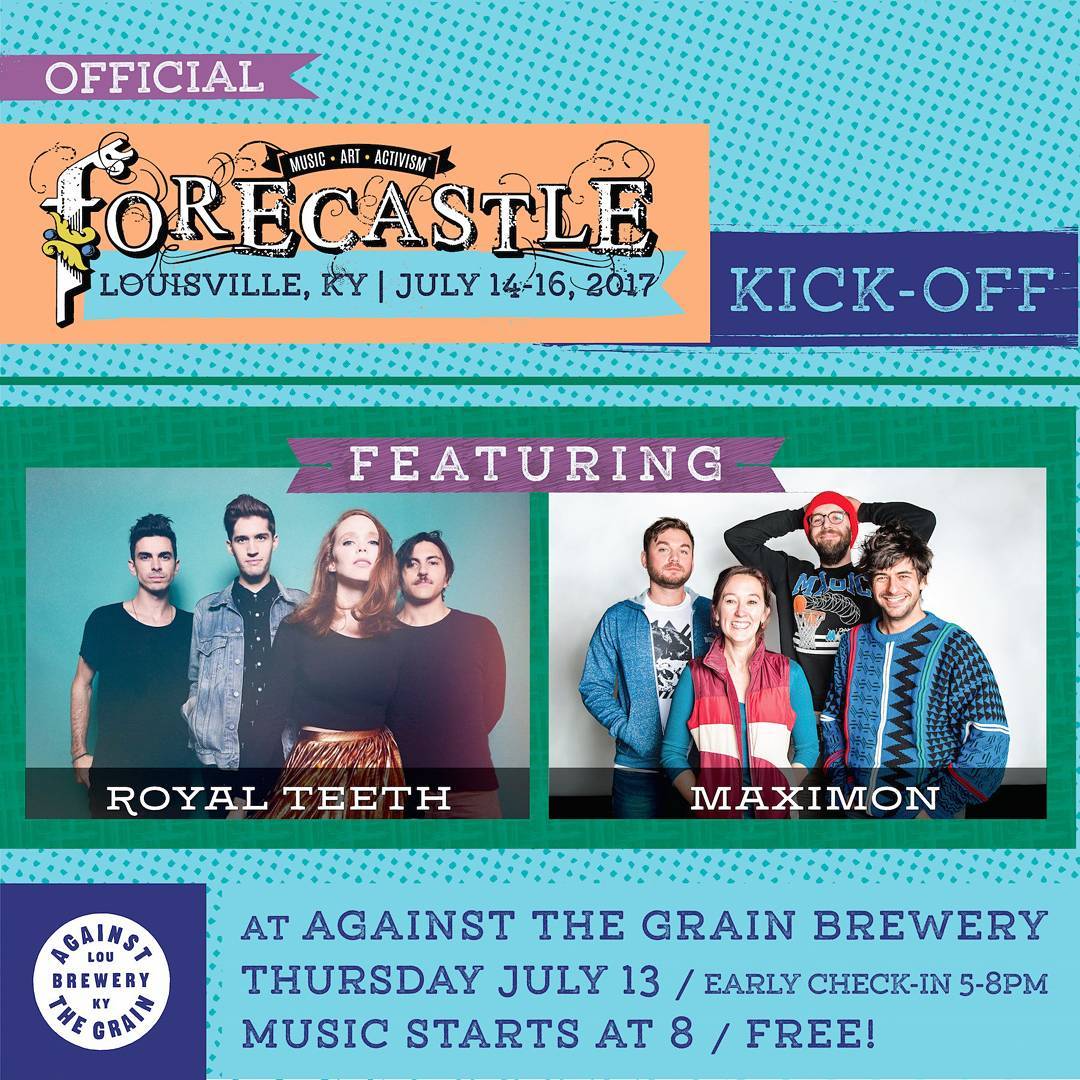 OFFICIAL
MUSIC • ART • ACTIVISM
FORECASTLE
LOUISVILLE, KY | JULY 14-16, 2017
KICK-OFF
FEATURING
MUSIC
ROYAL TEETH
MAXIMON
AGAINST
LOU
BREWERY
KY
THE GRAIN
AT AGAINST THE GRAIN BREWERY
THURSDAY JULY 13 / EARLY CHECK-IN 5-8PM
MUSIC STARTS AT 8 / FREE!